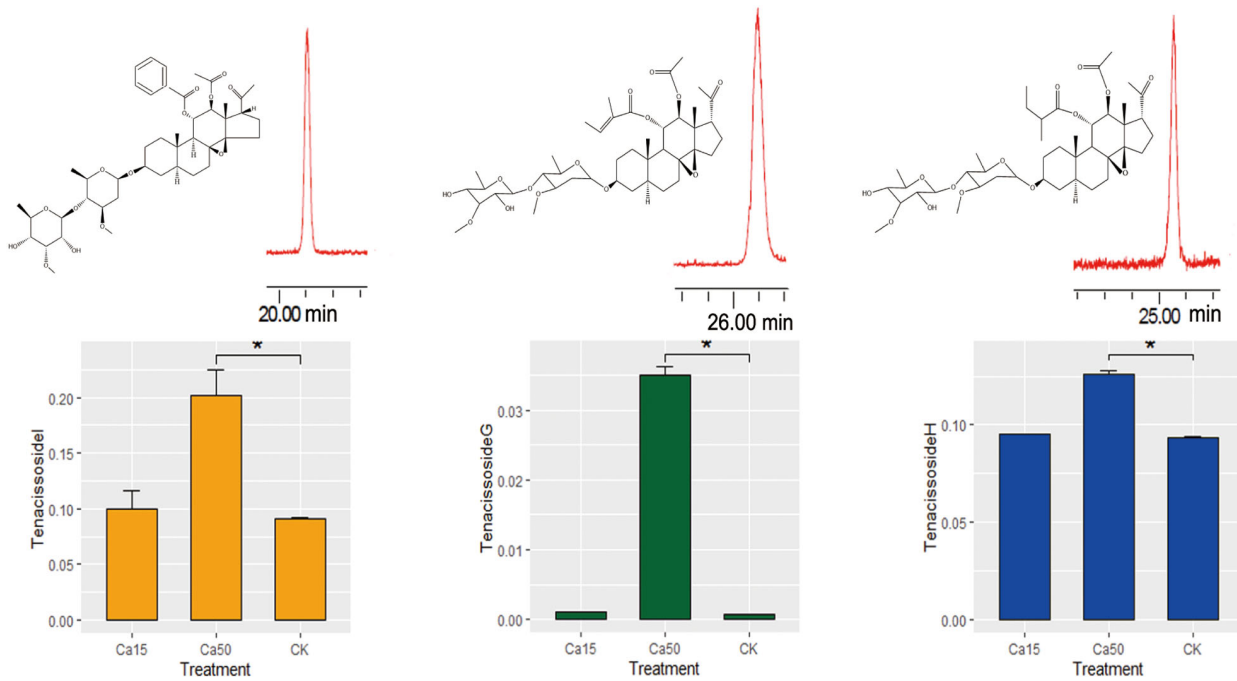 20.00 min
26.00 min
25.00 min
*
0.20
0.15
0.10
0.05
0.00
TenacissosideI
Ca15 Ca50 CK
Treatment
*
0.03
0.02
0.01
0.00
TenacissosideG
Ca15 Ca50 CK
Treatment
*
0.10
0.05
0.00
TenacissosideH
Ca15 Ca50 CK
Treatment